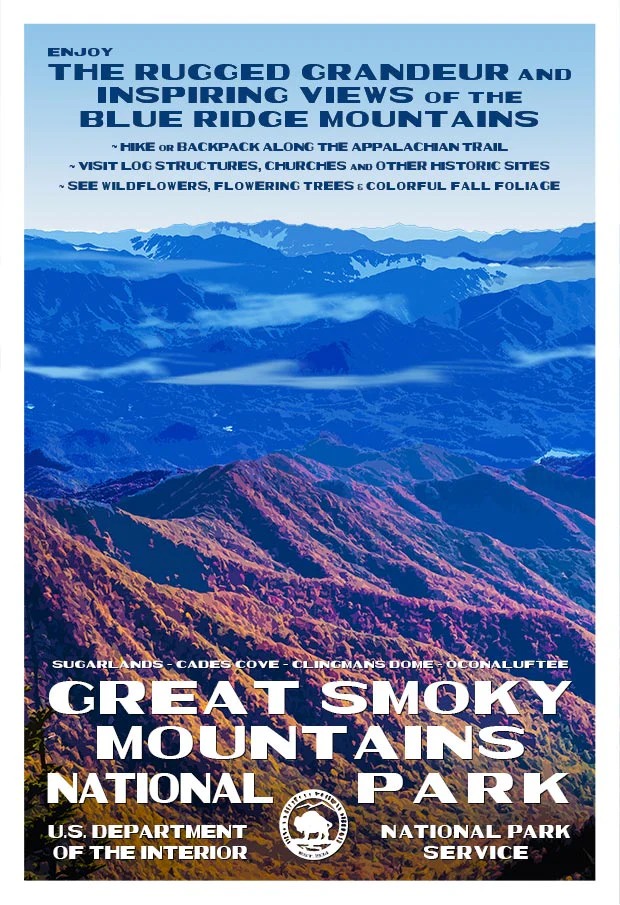 ENJOY
THE RUGGED GRANDEUR AND
INSPIRING VIEWS OF THE
BLUE RIDGE MOUNTAINS
~ HIKE OR BACKPACK ALONG THE APPALACHIAN TRAIL
~ VISIT LOG STRUCTURES, CHURCHES AND OTHER HISTORIC SITES
~ SEE WILDFLOWERS, FLOWERING TREES & COLORFUL FALL FOLIAGE
SUGARLANDS - CADES COVE - CLINGMANS DOME - OCONALUFTEE
GREAT SMOKY
MOUNTAINS
NATIONAL PARK
U.S. DEPARTMENT
OF THE INTERIOR
NATIONAL PARK
SERVICE